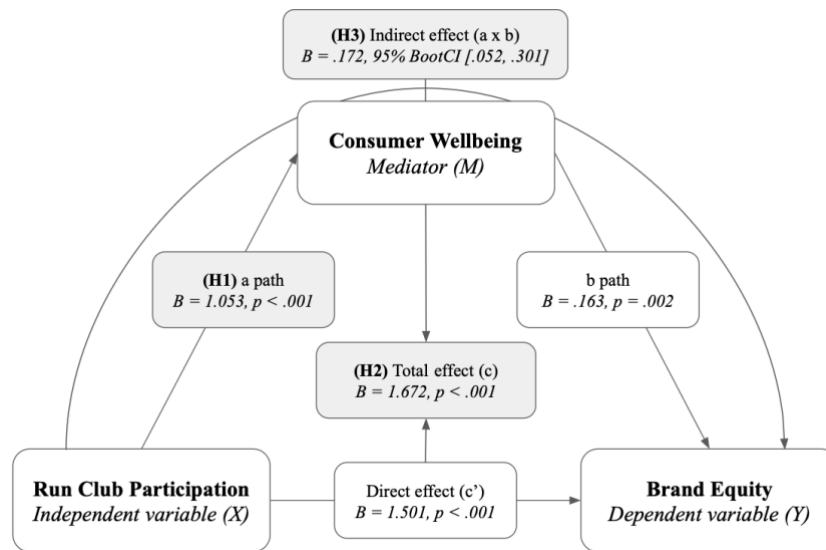 (H3) Indirect effect (a x b)
B = .172, 95% BootCI [.052, .301]
Consumer Wellbeing
Mediator (M)
(H1) a path
B = 1.053, p < .001
b path
B = .163, p = .002
(H2) Total effect (c)
B = 1.672, p < .001
Run Club Participation
Independent variable (X)
Direct effect (c')
B = 1.501, p < .001
Brand Equity
Dependent variable (Y)